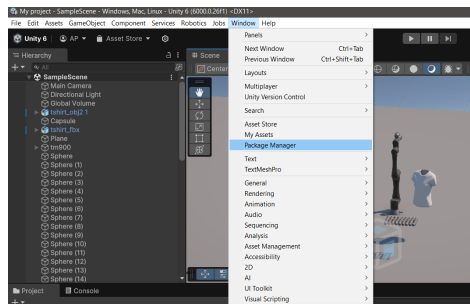 My project - SampleScene - Windows, Mac, Linux - Unity 6 (6000.0.26f1) <DX11>
File Edit Assets GameObject Component Services Robotics Jobs Window Help
Unity 6 AP Asset Store
Hierarchy
All
SampleScene
Main Camera
Directional Light
Global Volume
tshirt_obj2 1
Capsule
tshirt_fbx
Plane
tm900
Sphere
Sphere (1)
Sphere (2)
Sphere (3)
Sphere (4)
Sphere (5)
Sphere (6)
Sphere (7)
Sphere (8)
Sphere (9)
Sphere (10)
Sphere (11)
Sphere (12)
Sphere (13)
Sphere (14)
Project Console
Scene
Center
Panels
Next Window Ctrl+Tab
Previous Window Ctrl+Shift+Tab
Layouts
Multiplayer
Unity Version Control
Search
Asset Store
My Assets
Package Manager
Text
TextMeshPro
General
Rendering
Animation
Audio
Sequencing
Analysis
Asset Management
Accessibility
2D
AI
UI Toolkit
Visual Scripting